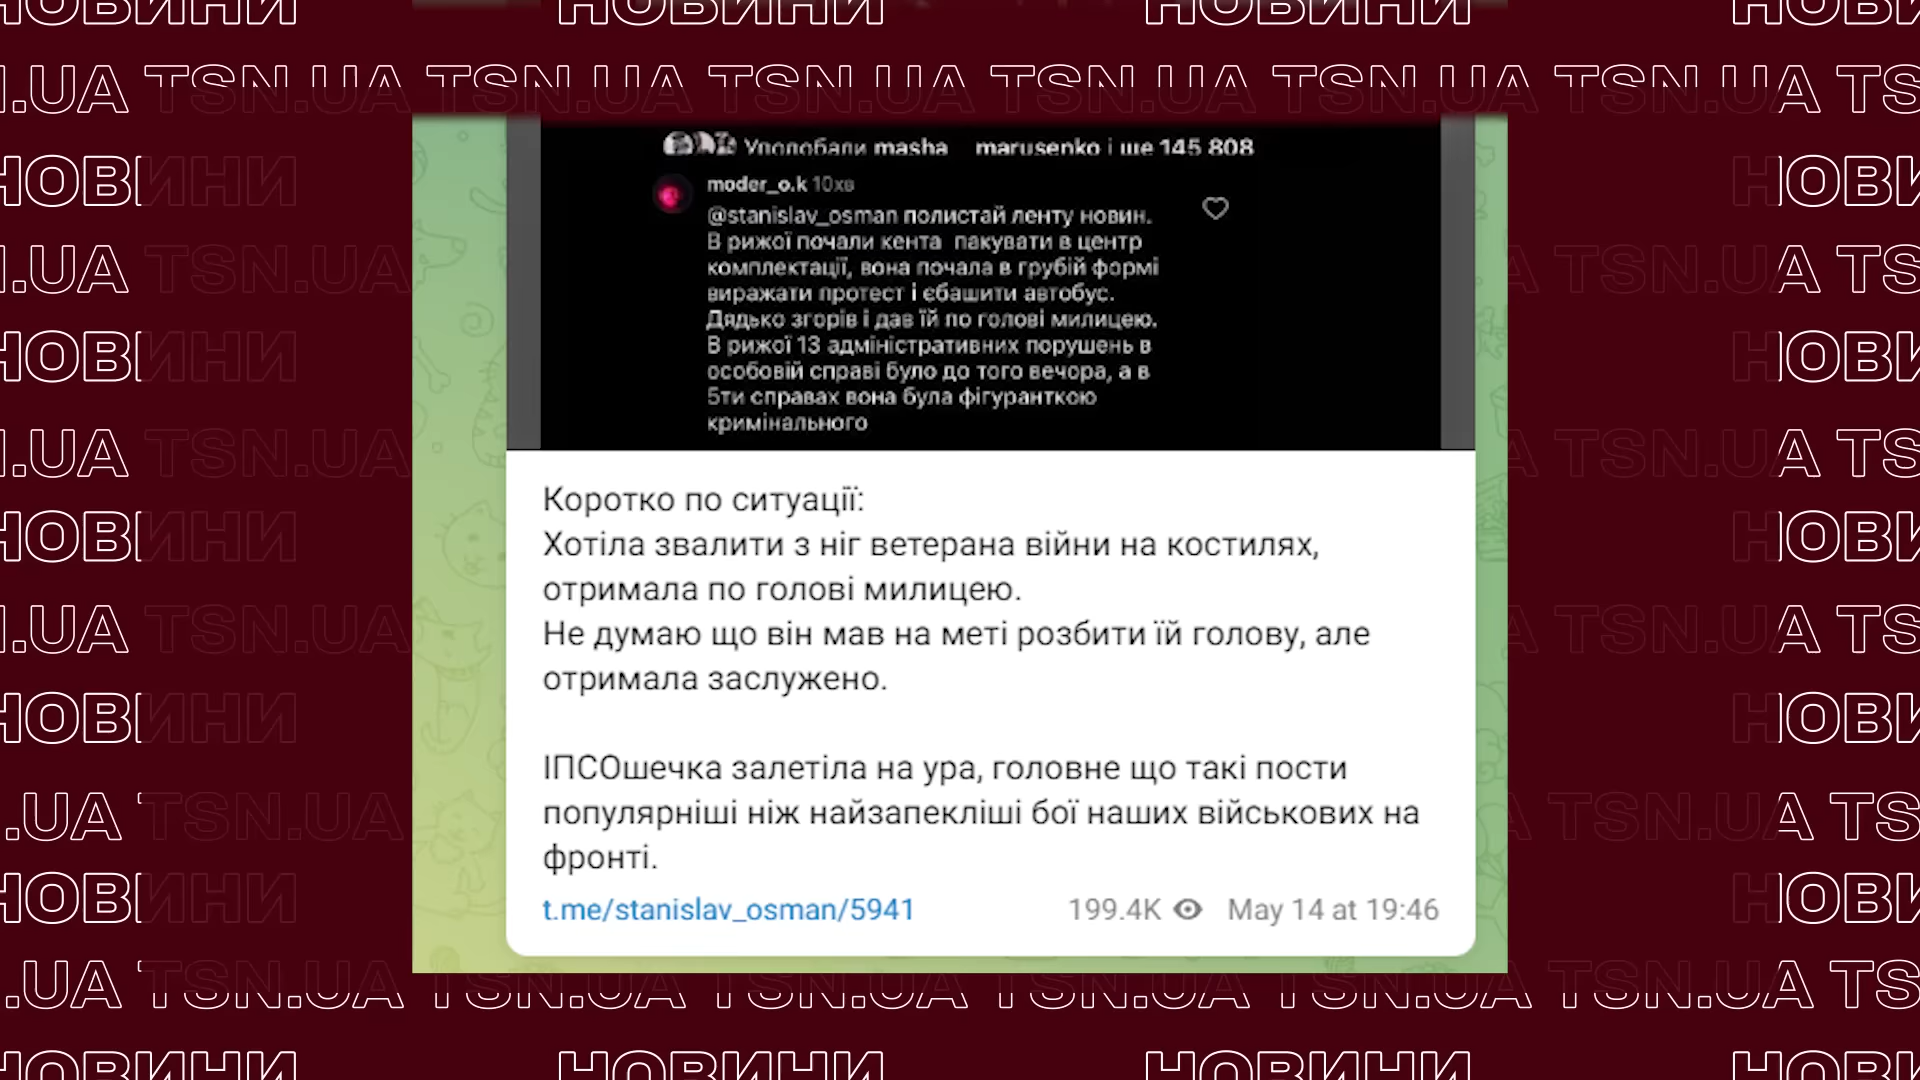 НОВИНИ НОВИНИ НОВИНИ НОВИ
N.UA TSN.UA TSN.UA TSN.UA TSN.UA TSN.UA TSN.UA TS
Уподобали masha marusenko і ще 145 808
moder_o.k 10хв
@stanislav_osman полистай ленту новин.
В рижої почали кента пакувати в центр
комплектації, вона почала в грубій формі
виражати протест і єбашити автобус.
Дядько згорів і дав їй по голові милицею.
В рижої 13 адміністративних порушень в
особовій справі було до того вечора, а в
5ти справах вона була фігуранткою
кримінального
Коротко по ситуації:
Хотіла звалити з ніг ветерана війни на костилях,
отримала по голові милицею.
Не думаю що він мав на меті розбити їй голову, але
отримала заслужено.
ІПСОшечка залетіла на ура, головне що такі пости
популярніші ніж найзапекліші бої наших військових на
фронті.
t.me/stanislav_osman/5941 199.4K May 14 at 19:46
.UA TSN.UA TSN.UA TSN.UA TSN.UA TSN.UA TSN.UA TS
НОВИНИ НОВИНИ НОВИНИ НОВИ